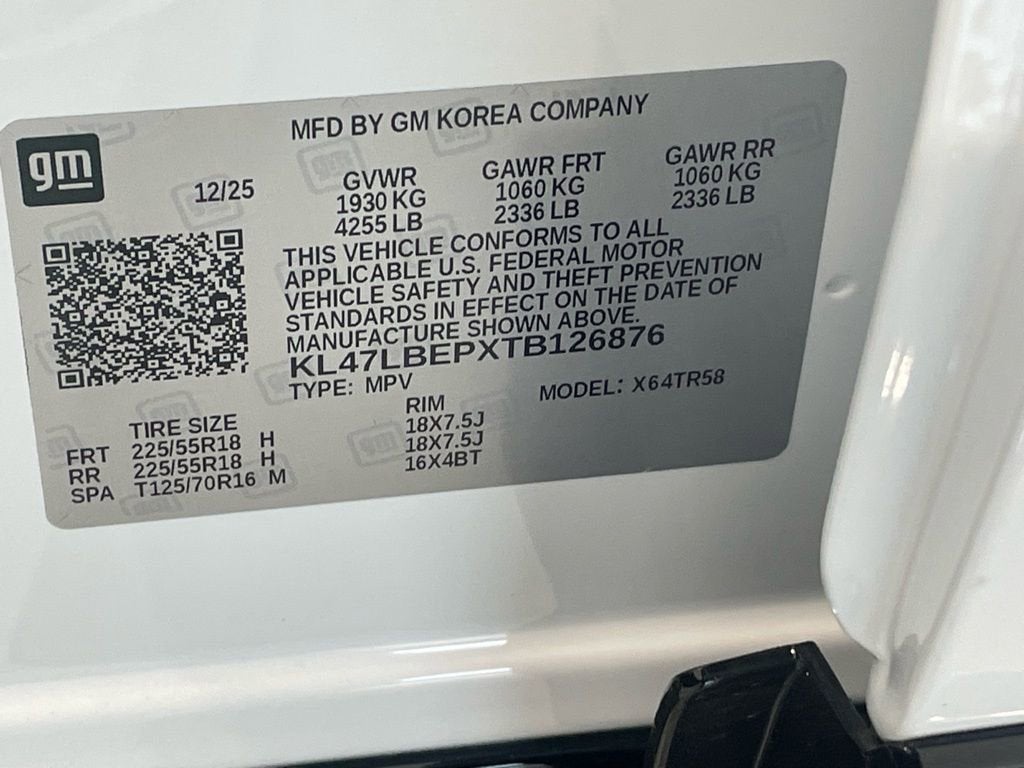 gm
MFD BY GM KOREA COMPANY
12/25
GVWR
1930 KG
4255 LB
GAWR FRT
1060 KG
2336 LB
GAWR RR
1060 KG
2336 LB
THIS VEHICLE CONFORMS TO ALL
APPLICABLE U.S. FEDERAL MOTOR
VEHICLE SAFETY AND THEFT PREVENTION
STANDARDS IN EFFECT ON THE DATE OF
MANUFACTURE SHOWN ABOVE.
KL47LBEPXTB126876
TYPE: MPV MODEL: X64TR58
TIRE SIZE RIM
FRT 225/55R18 H 18X7.5J
RR 225/55R18 H 18X7.5J
SPA T125/70R16 M 16X4BT